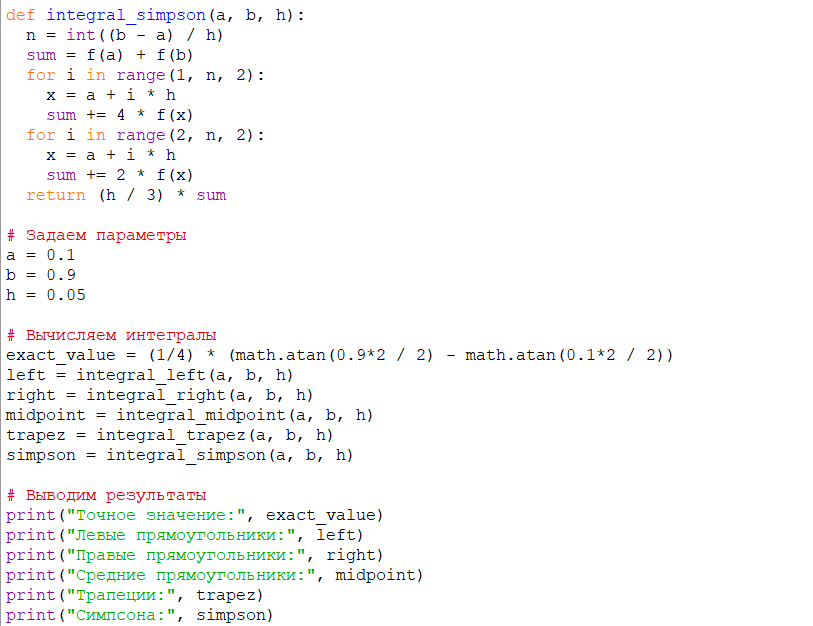 def integral_simpson(a, b, h):
  n = int((b - a) / h)
  sum = f(a) + f(b)
  for i in range(1, n, 2):
    x = a + i * h
    sum += 4 * f(x)
  for i in range(2, n, 2):
    x = a + i * h
    sum += 2 * f(x)
  return (h / 3) * sum

# Задаем параметры
a = 0.1
b = 0.9
h = 0.05

# Вычисляем интегралы
exact_value = (1/4) * (math.atan(0.9*2 / 2) - math.atan(0.1*2 / 2))
left = integral_left(a, b, h)
right = integral_right(a, b, h)
midpoint = integral_midpoint(a, b, h)
trapez = integral_trapez(a, b, h)
simpson = integral_simpson(a, b, h)

# Выводим результаты
print("Точное значение:", exact_value)
print("Левые прямоугольники:", left)
print("Правые прямоугольники:", right)
print("Средние прямоугольники:", midpoint)
print("Трапеции:", trapez)
print("Симпсона:", simpson)